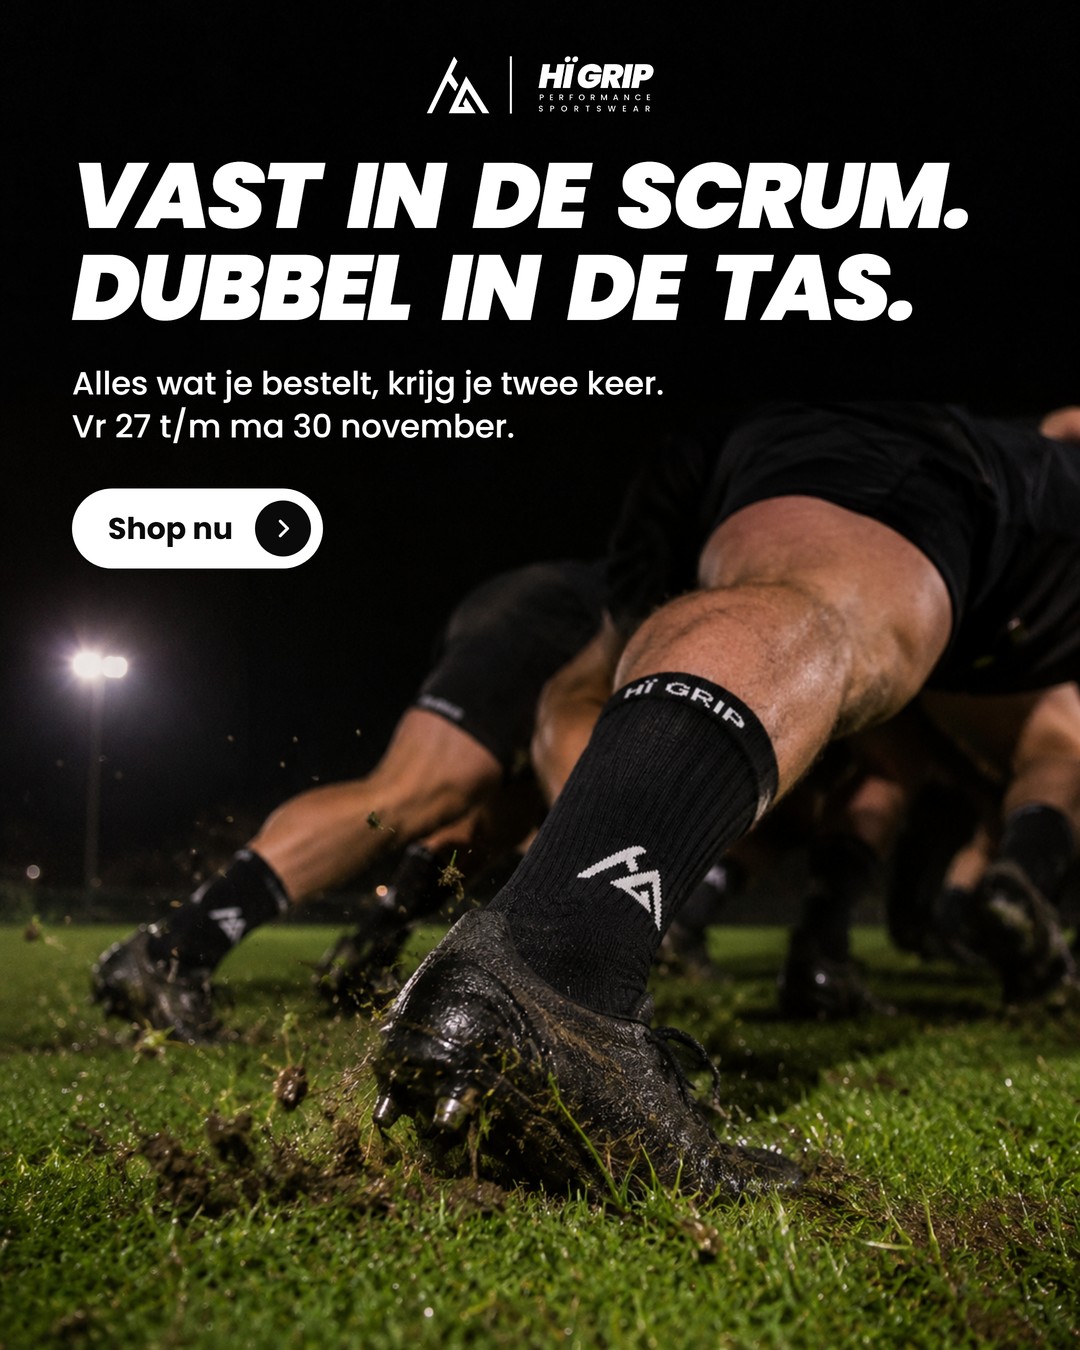 HÏ GRIP
PERFORMANCE
SPORTSWEAR
VAST IN DE SCRUM.
DUBBEL IN DE TAS.
Alles wat je bestelt, krijg je twee keer.
Vr 27 t/m ma 30 november.
Shop nu
HÏ GRIP